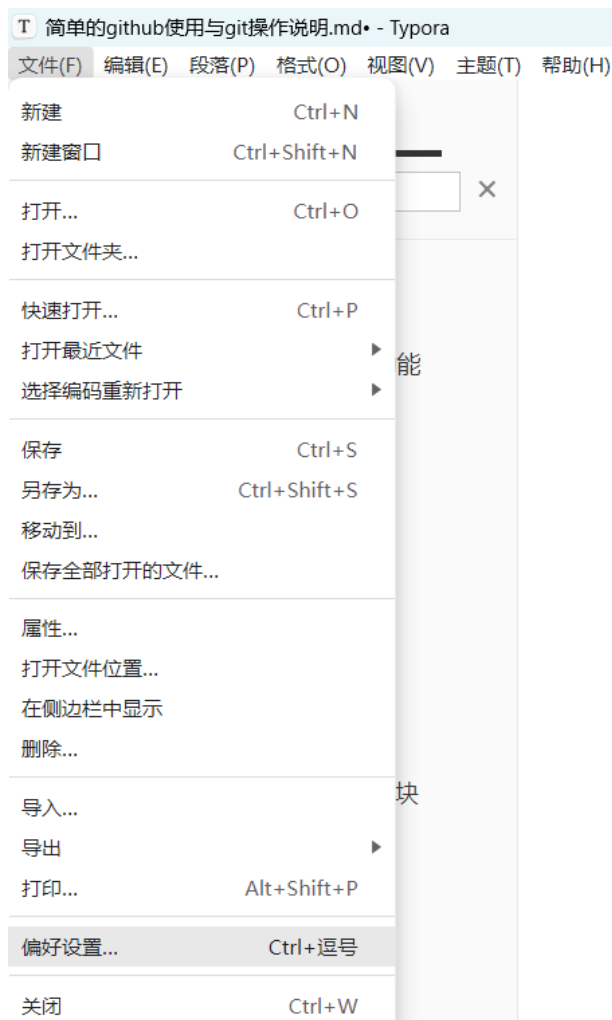 T 简单的github使用与git操作说明.md• - Typora
文件(F) 编辑(E) 段落(P) 格式(O) 视图(V) 主题(T) 帮助(H)
新建 Ctrl+N
新建窗口 Ctrl+Shift+N
打开... Ctrl+O
打开文件夹...
快速打开... Ctrl+P
打开最近文件
能
选择编码重新打开
保存 Ctrl+S
另存为... Ctrl+Shift+S
移动到...
保存全部打开的文件...
属性...
打开文件位置...
在侧边栏中显示
删除...
块
导入...
导出
打印... Alt+Shift+P
偏好设置... Ctrl+逗号
关闭 Ctrl+W